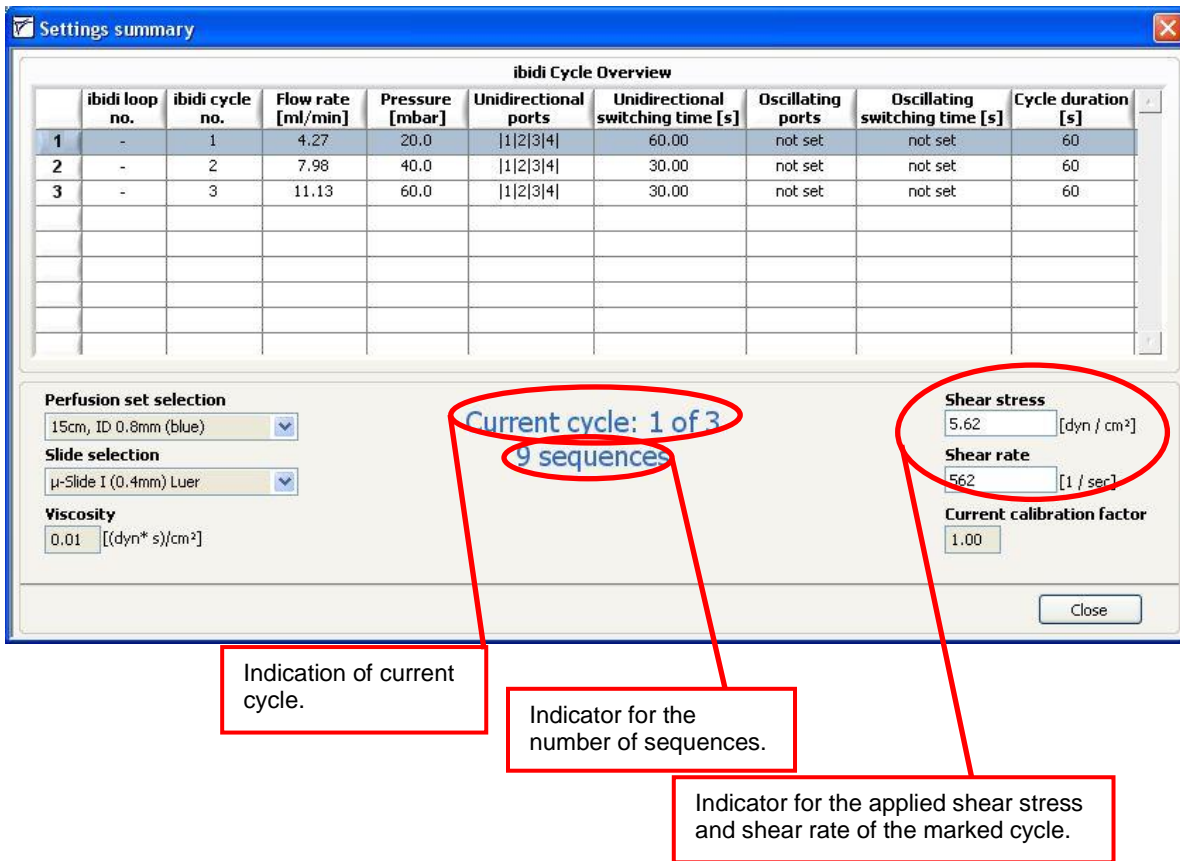 Settings summary
ibidi Cycle Overview
ibidi loop no. ibidi cycle no. Flow rate [ml/min] Pressure [mbar] Unidirectional ports Unidirectional switching time [s] Oscillating ports Oscillating switching time [s] Cycle duration [s]
1 - 1 4.27 20.0 |1|2|3|4| 60.00 not set not set 60
2 - 2 7.98 40.0 |1|2|3|4| 30.00 not set not set 60
3 - 3 11.13 60.0 |1|2|3|4| 30.00 not set not set 60
Perfusion set selection
15cm, ID 0.8mm (blue)
Slide selection
µ-Slide I (0.4mm) Luer
Viscosity
0.01 [(dyn* s)/cm²]
Current cycle: 1 of 3
9 sequences
Shear stress
5.62 [dyn / cm²]
Shear rate
562 [1 / sec]
Current calibration factor
1.00
Close
Indication of current
cycle.
Indicator for the
number of sequences.
Indicator for the applied shear stress
and shear rate of the marked cycle.